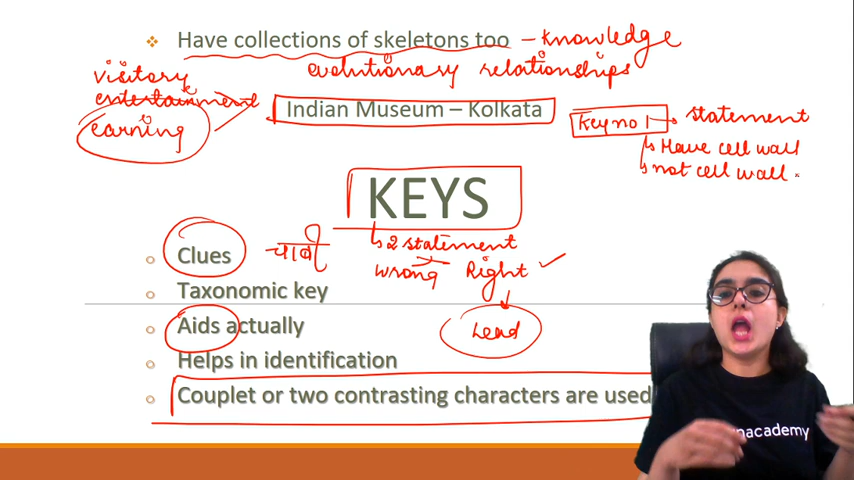 Have collections of skeletons too – knowledge
evolutionary relationships
visitory
entertainment
earning
Indian Museum – Kolkata
Key no 1 → statement
Have cell wall
not cell wall
KEYS
2 statement
wrong Right ✓
Lead
Clues चाबी
Taxonomic key
Aids actually
Helps in identification
Couplet or two contrasting characters are used
nacademy